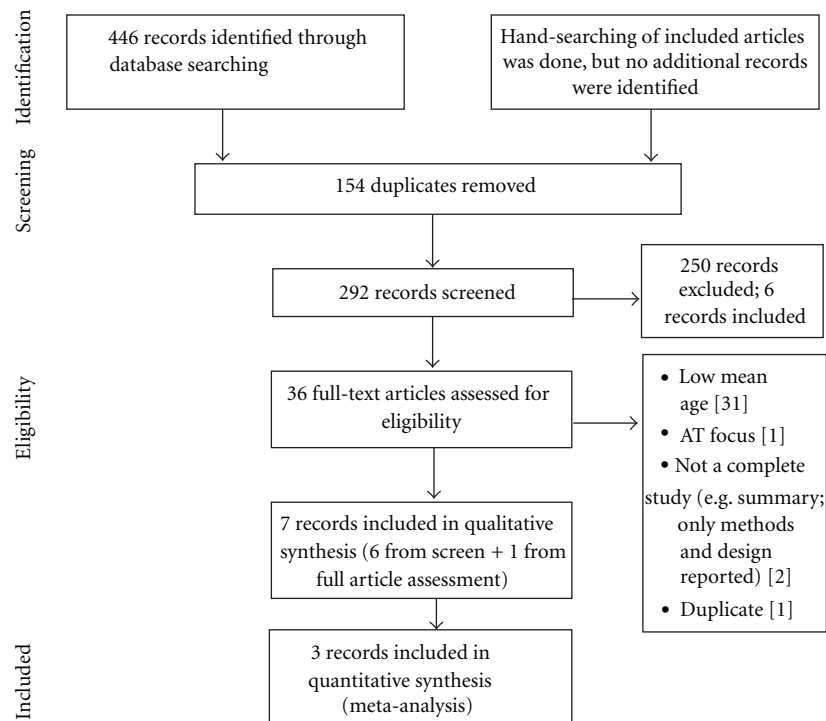 Identification
446 records identified through
database searching
Hand-searching of included articles
was done, but no additional records
were identified
Screening
154 duplicates removed
292 records screened
250 records
excluded; 6
records included
Eligibility
36 full-text articles assessed for
eligibility
• Low mean
age [31]
• AT focus [1]
• Not a complete
study (e.g. summary;
only methods
and design
reported) [2]
• Duplicate [1]
7 records included in qualitative
synthesis (6 from screen + 1 from
full article assessment)
Included
3 records included in
quantitative synthesis
(meta-analysis)